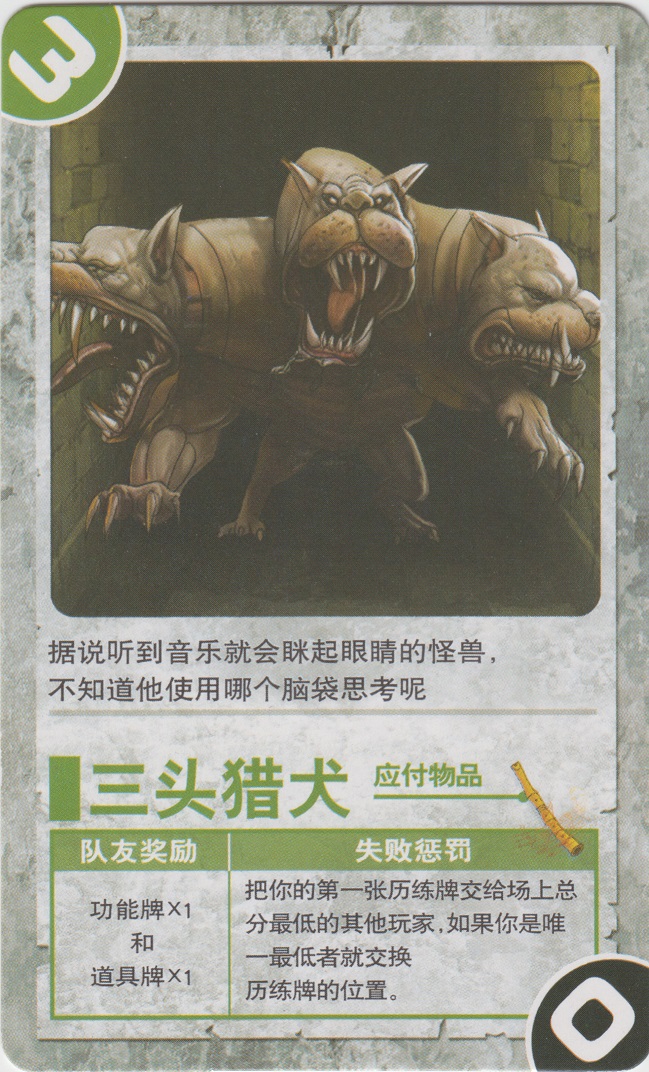 3
据说听到音乐就会眯起眼睛的怪兽，
不知道他使用哪个脑袋思考呢
三头猎犬
应付物品
队友奖励
失败惩罚
功能牌×1
和
道具牌×1
把你的第一张历练牌交给场上总
分最低的其他玩家，如果你是唯
一最低者就交换
历练牌的位置。
0